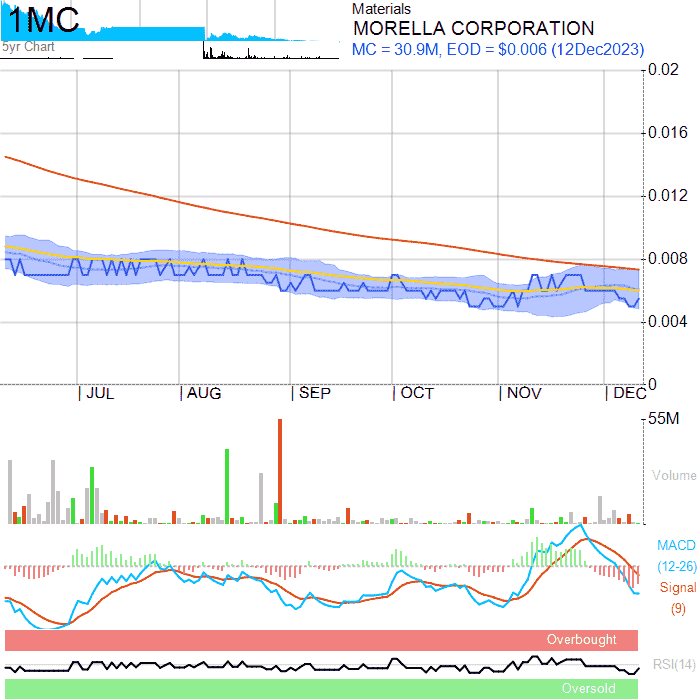 1MC
5yr Chart
Materials
MORELLA CORPORATION
MC = 30.9M, EOD = $0.006 (12Dec2023)
0.02
0.016
0.012
0.008
0.004
0
JUL AUG SEP OCT NOV DEC
55M
Volume
MACD
(12-26)
Signal
(9)
Overbought
RSI(14)
Oversold